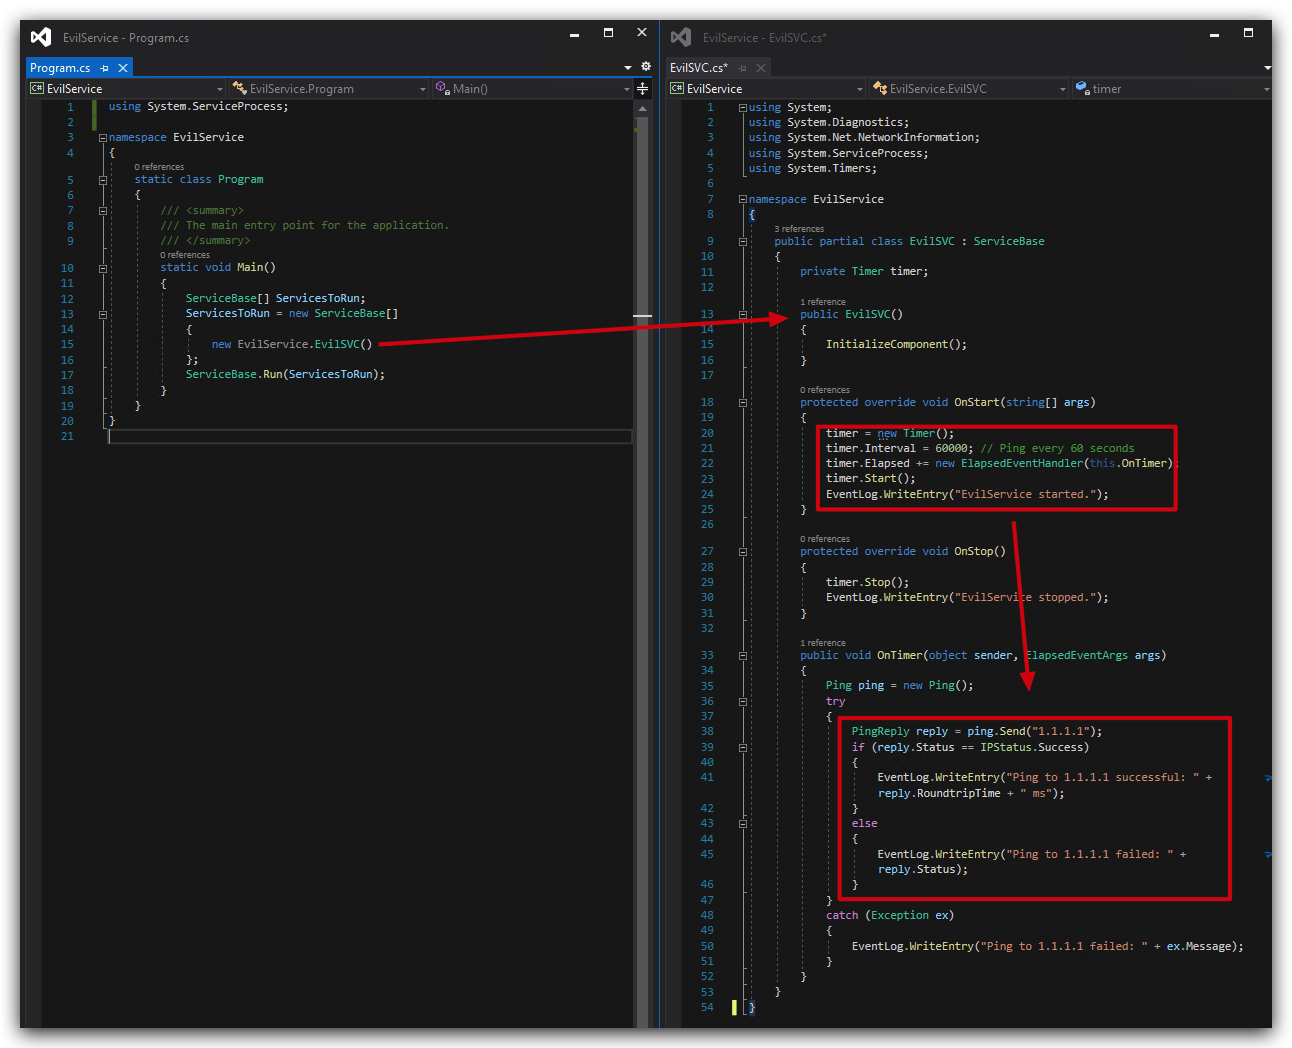 EvilService - Program.cs
Program.cs
C# EvilService
EvilService.Program
Main()
1 using System.ServiceProcess;
2
3 namespace EvilService
4 {
0 references
5 static class Program
6 {
7 /// <summary>
8 /// The main entry point for the application.
9 /// </summary>
0 references
10 static void Main()
11 {
12 ServiceBase[] ServicesToRun;
13 ServicesToRun = new ServiceBase[]
14 {
15 new EvilService.EvilSVC()
16 };
17 ServiceBase.Run(ServicesToRun);
18 }
19 }
20 }
21
EvilService - EvilSVC.cs*
EvilSVC.cs*
C# EvilService
EvilService.EvilSVC
timer
1 using System;
2 using System.Diagnostics;
3 using System.Net.NetworkInformation;
4 using System.ServiceProcess;
5 using System.Timers;
6
7 namespace EvilService
8 {
3 references
9 public partial class EvilSVC : ServiceBase
10 {
11 private Timer timer;
12
1 reference
13 public EvilSVC()
14 {
15 InitializeComponent();
16 }
17
0 references
18 protected override void OnStart(string[] args)
19 {
20 timer = new Timer();
21 timer.Interval = 60000; // Ping every 60 seconds
22 timer.Elapsed += new ElapsedEventHandler(this.OnTimer);
23 timer.Start();
24 EventLog.WriteEntry("EvilService started.");
25 }
26
0 references
27 protected override void OnStop()
28 {
29 timer.Stop();
30 EventLog.WriteEntry("EvilService stopped.");
31 }
32
1 reference
33 public void OnTimer(object sender, ElapsedEventArgs args)
34 {
35 Ping ping = new Ping();
36 try
37 {
38 PingReply reply = ping.Send("1.1.1.1");
39 if (reply.Status == IPStatus.Success)
40 {
41 EventLog.WriteEntry("Ping to 1.1.1.1 successful: " +
reply.RoundtripTime + " ms");
42 }
43 else
44 {
45 EventLog.WriteEntry("Ping to 1.1.1.1 failed: " +
reply.Status);
46 }
47 }
48 catch (Exception ex)
49 {
50 EventLog.WriteEntry("Ping to 1.1.1.1 failed: " + ex.Message);
51 }
52 }
53 }
54 }